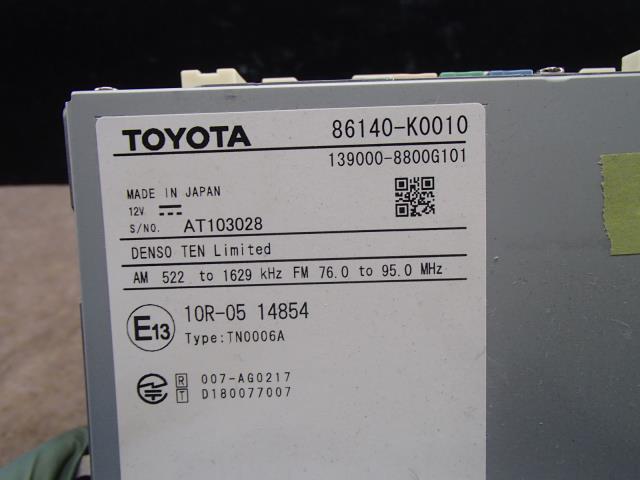 TOYOTA 86140-K0010
139000-8800G101
MADE IN JAPAN
12V
S/NO. AT103028
DENSO TEN Limited
AM 522 to 1629 kHz FM 76.0 to 95.0 MHz
E13 10R-05 14854
Type:TN0006A
R 007-AG0217
T D180077007